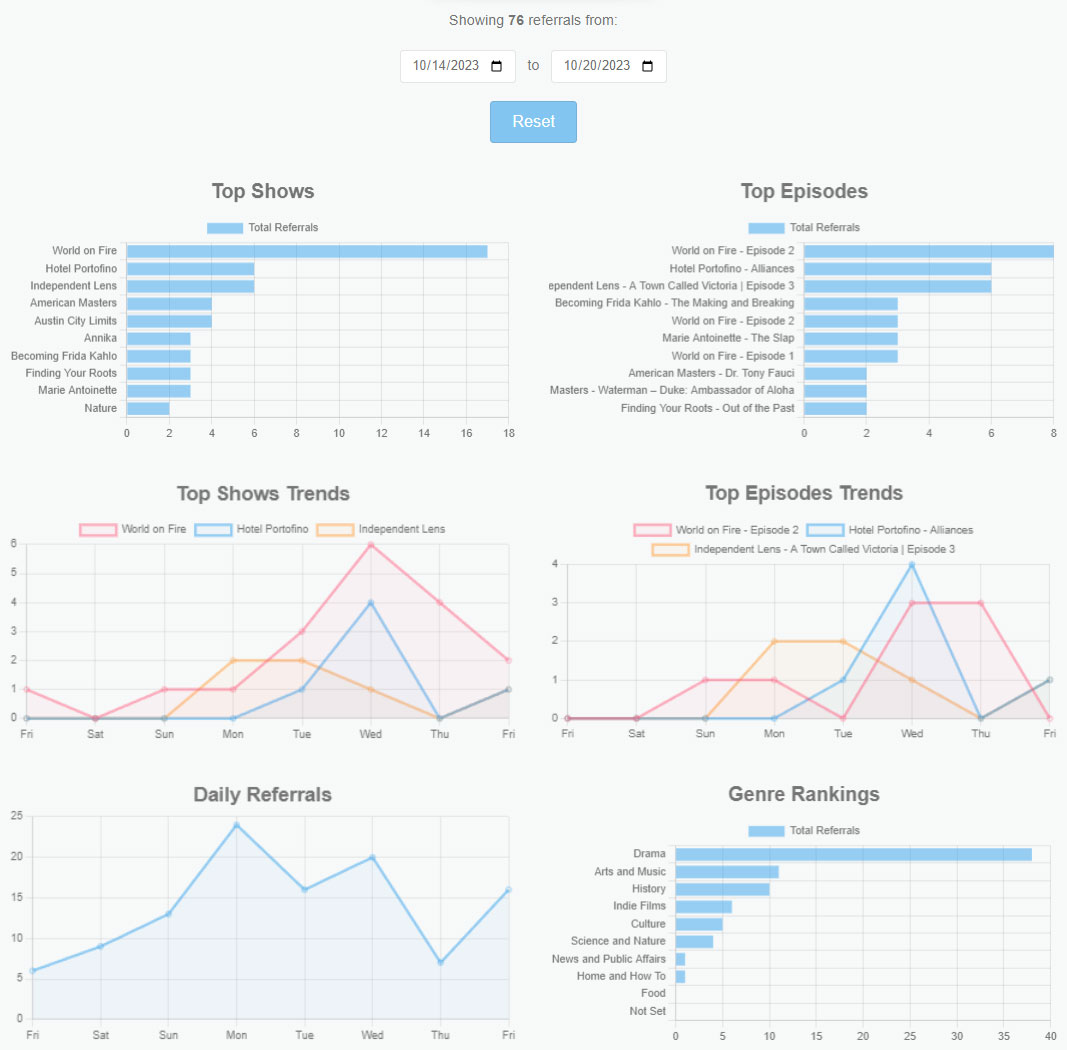 Showing 76 referrals from:
10/14/2023 to 10/20/2023
Reset
Top Shows
Total Referrals
World on Fire
Hotel Portofino
Independent Lens
American Masters
Austin City Limits
Annika
Becoming Frida Kahlo
Finding Your Roots
Marie Antoinette
Nature
0 2 4 6 8 10 12 14 16 18
Top Episodes
Total Referrals
World on Fire - Episode 2
Hotel Portofino - Alliances
ependent Lens - A Town Called Victoria | Episode 3
Becoming Frida Kahlo - The Making and Breaking
World on Fire - Episode 2
Marie Antoinette - The Slap
World on Fire - Episode 1
American Masters - Dr. Tony Fauci
Masters - Waterman – Duke: Ambassador of Aloha
Finding Your Roots - Out of the Past
0 2 4 6 8
Top Shows Trends
World on Fire Hotel Portofino Independent Lens
6
5
4
3
2
1
0
Fri Sat Sun Mon Tue Wed Thu Fri
Top Episodes Trends
World on Fire - Episode 2 Hotel Portofino - Alliances
Independent Lens - A Town Called Victoria | Episode 3
4
3
2
1
0
Fri Sat Sun Mon Tue Wed Thu Fri
Daily Referrals
25
20
15
10
5
0
Fri Sat Sun Mon Tue Wed Thu Fri
Genre Rankings
Total Referrals
Drama
Arts and Music
History
Indie Films
Culture
Science and Nature
News and Public Affairs
Home and How To
Food
Not Set
0 5 10 15 20 25 30 35 40